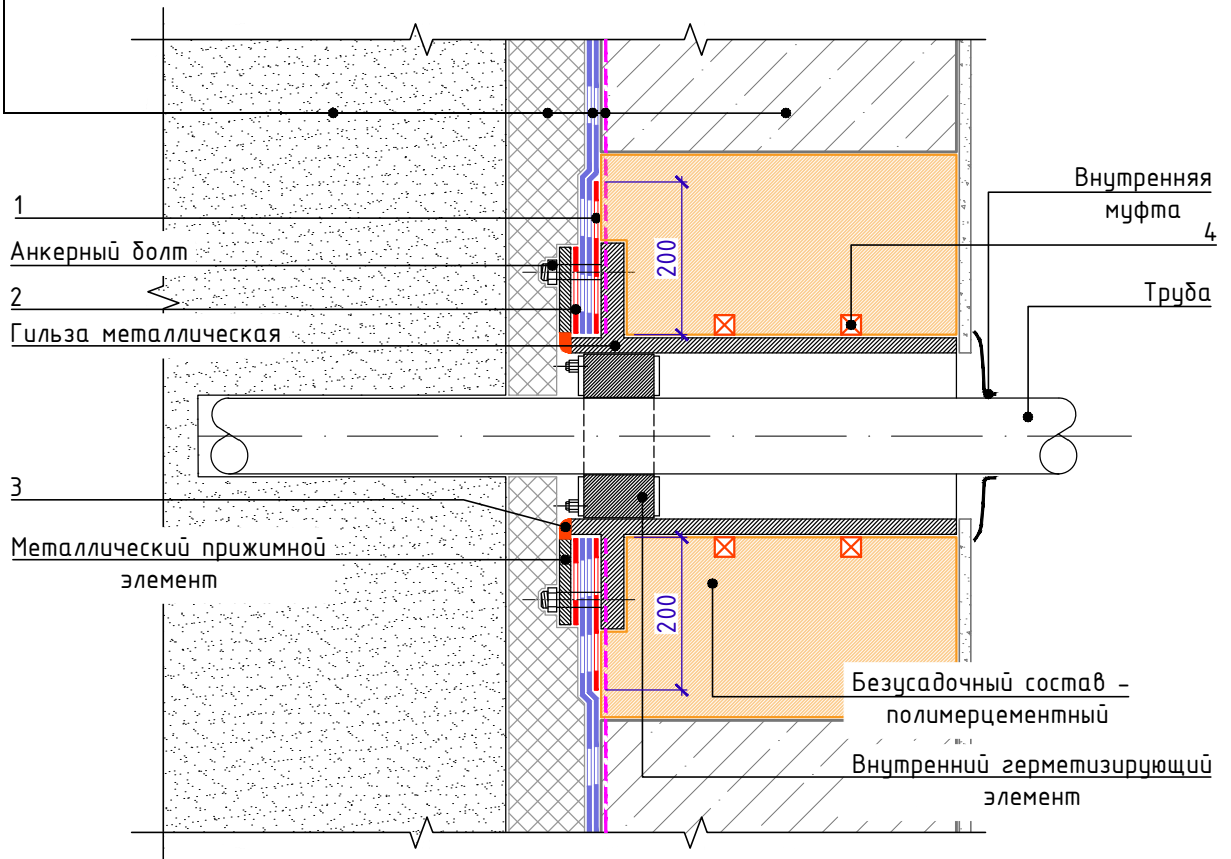 1
Анкерный болт
2
Гильза металлическая
3
Металлический прижимной
элемент
200
200
Внутренняя
муфта
4
Труба
Безусадочный состав -
полимерцементный
Внутренний герметизирующий
элемент